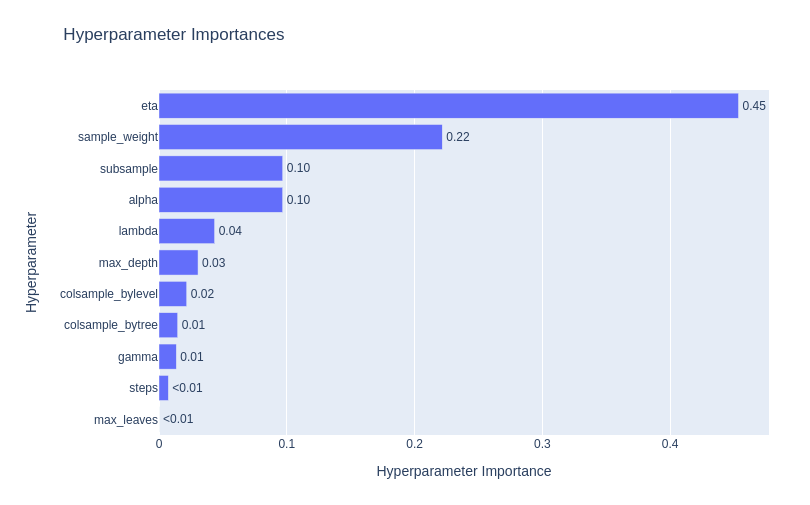 Hyperparameter Importances
Hyperparameter
eta 0.45
sample_weight 0.22
subsample 0.10
alpha 0.10
lambda 0.04
max_depth 0.03
colsample_bylevel 0.02
colsample_bytree 0.01
gamma 0.01
steps <0.01
max_leaves <0.01
0 0.1 0.2 0.3 0.4
Hyperparameter Importance